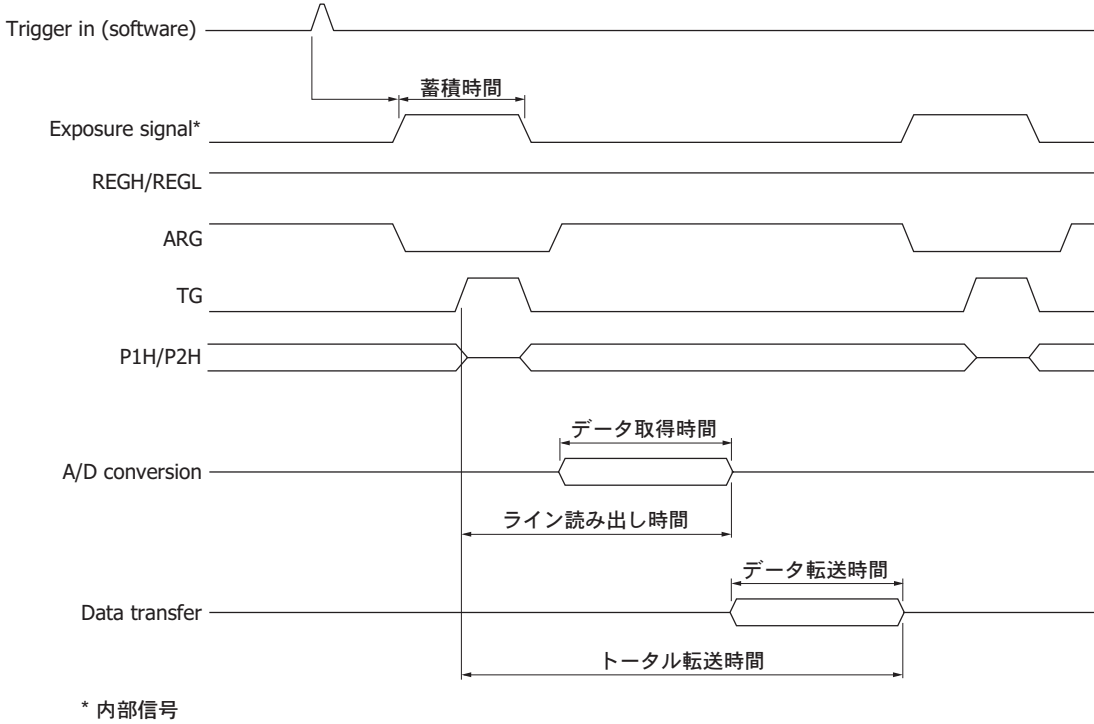 Trigger in (software)
蓄積時間
Exposure signal*
REGH/REGL
ARG
TG
P1H/P2H
データ取得時間
A/D conversion
ライン読み出し時間
データ転送時間
Data transfer
トータル転送時間
* 内部信号